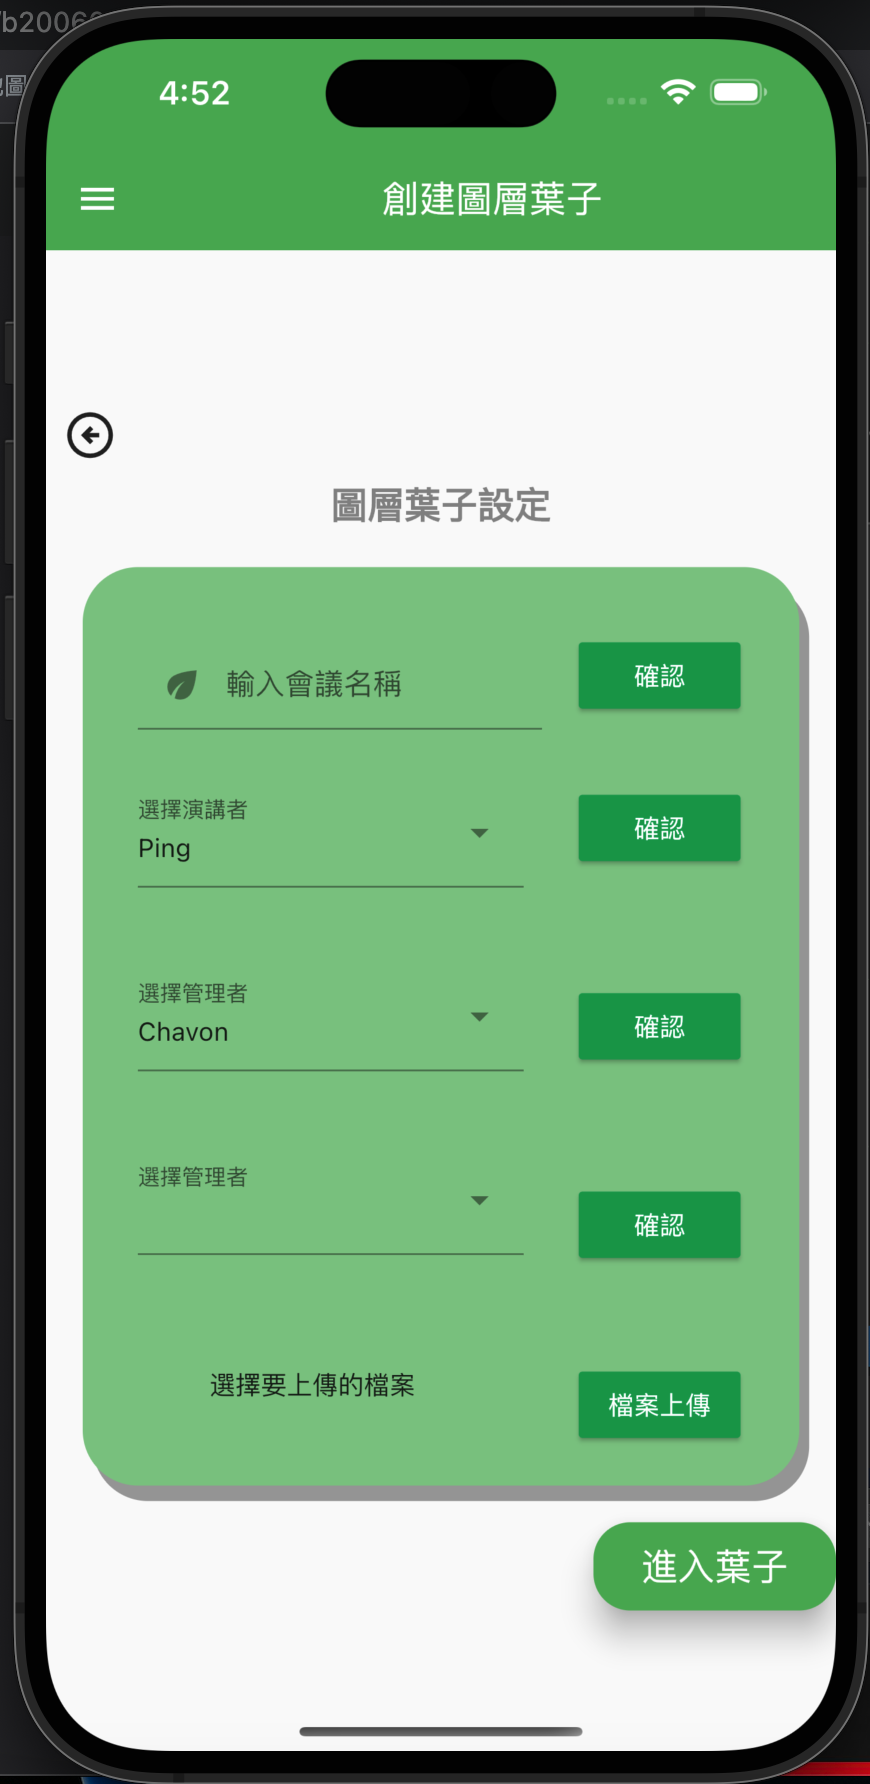 4:52
創建圖層葉子
圖層葉子設定
輸入會議名稱
確認
選擇演講者
Ping
確認
選擇管理者
Chavon
確認
選擇管理者
確認
選擇要上傳的檔案
檔案上傳
進入葉子